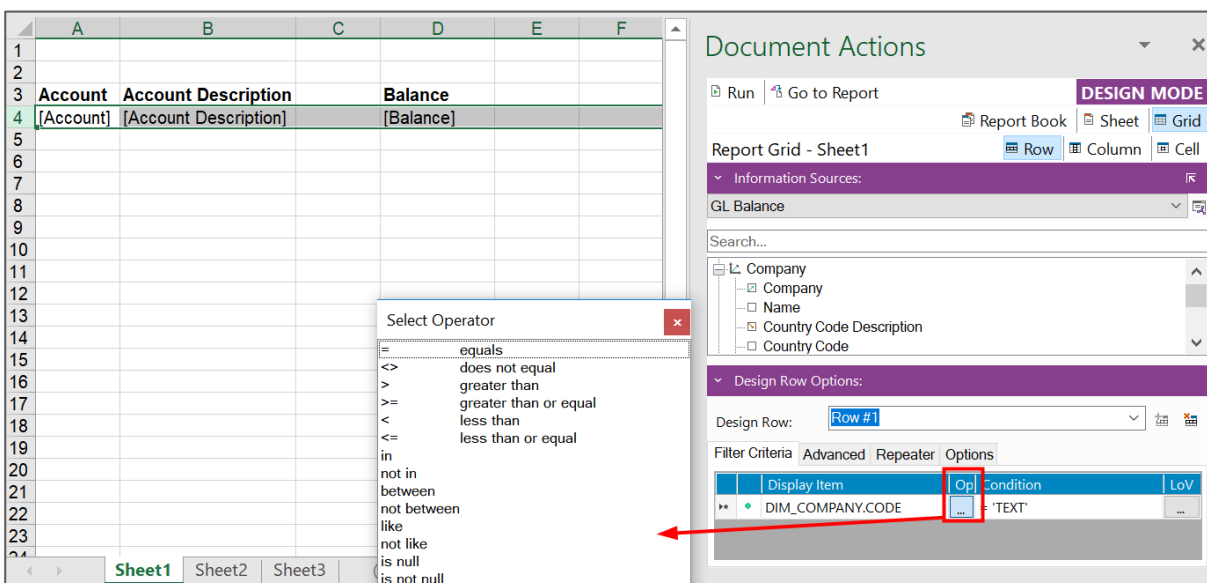 A B C D E F
1
2
3 Account Account Description Balance
4 [Account] [Account Description] [Balance]
5
6
7
8
9
10
11
12
13
14
15
16
17
18
19
20
21
22
23
Sheet1 Sheet2 Sheet3
Select Operator x
= equals
<> does not equal
> greater than
>= greater than or equal
< less than
<= less than or equal
in
not in
between
not between
like
not like
is null
is not null
Document Actions
Run Go to Report DESIGN MODE
Report Book Sheet Grid
Report Grid - Sheet1 Row Column Cell
Information Sources:
GL Balance
Search...
Company
Company
Name
Country Code Description
Country Code
Design Row Options:
Design Row: Row #1
Filter Criteria Advanced Repeater Options
Display Item Op Condition LoV
DIM_COMPANY.CODE ... = 'TEXT' ...